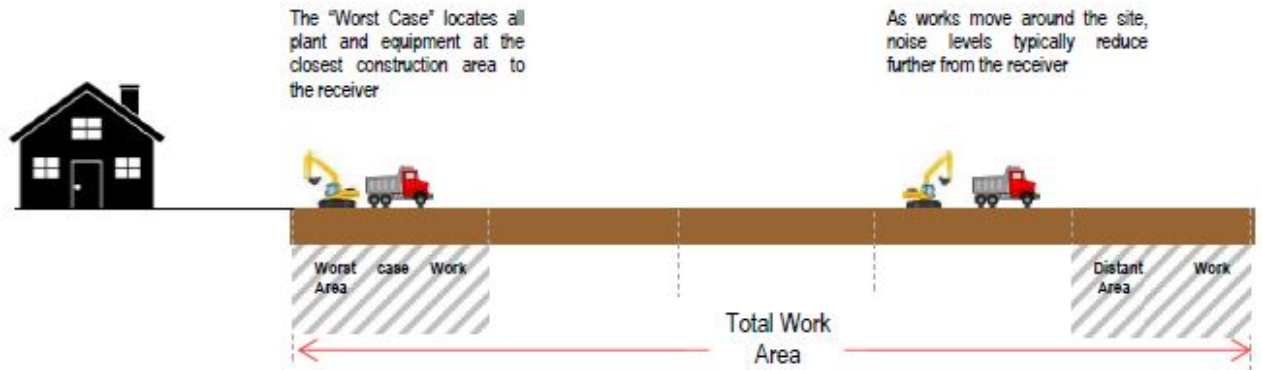 The “Worst Case” locates all
plant and equipment at the
closest construction area to
the receiver
As works move around the site,
noise levels typically reduce
further from the receiver
Worst case Work
Area
Distant Work
Area
Total Work
Area